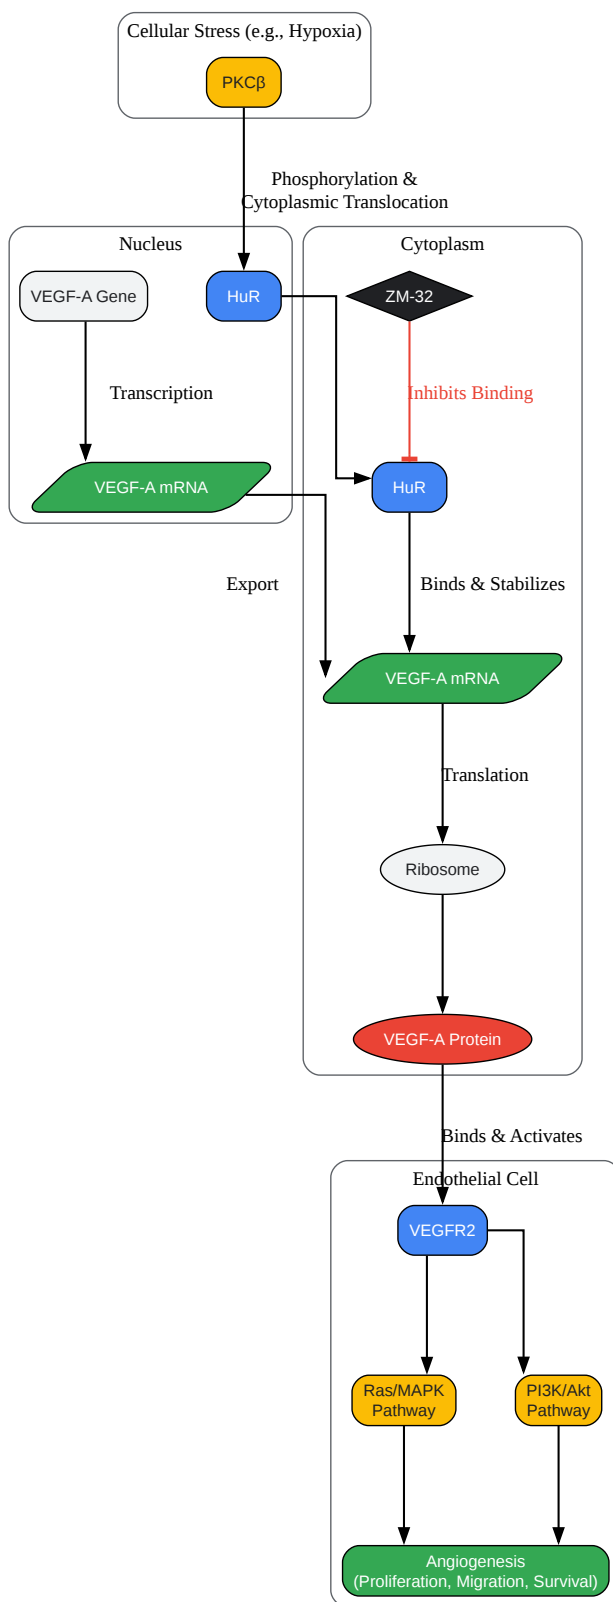 Cellular Stress (e.g., Hypoxia)
PKCβ
Phosphorylation &
Cytoplasmic Translocation
Nucleus
Cytoplasm
VEGF-A Gene
HuR
ZM-32
Transcription
Inhibits Binding
VEGF-A mRNA
HuR
Export
Binds & Stabilizes
VEGF-A mRNA
Translation
Ribosome
VEGF-A Protein
Binds & Activates
Endothelial Cell
VEGFR2
Ras/MAPK
Pathway
PI3K/Akt
Pathway
Angiogenesis
(Proliferation, Migration, Survival)